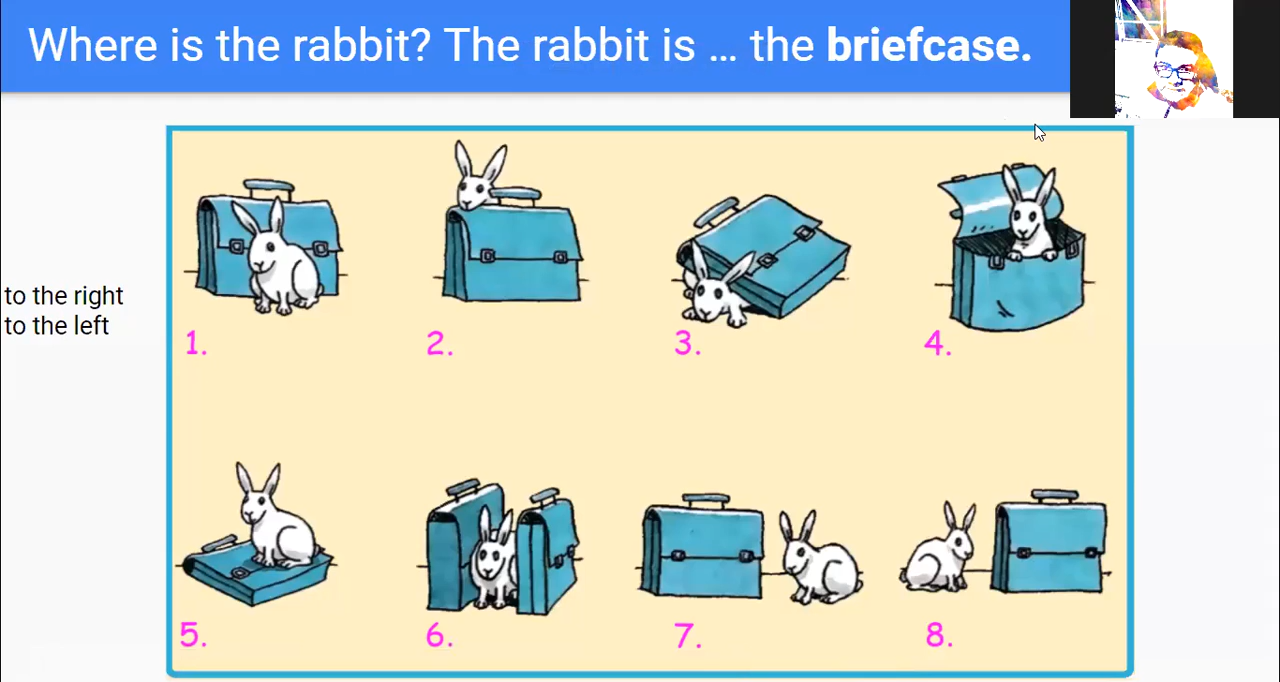 Where is the rabbit? The rabbit is ... the briefcase.
to the right
to the left
1.
2.
3.
4.
5.
6.
7.
8.